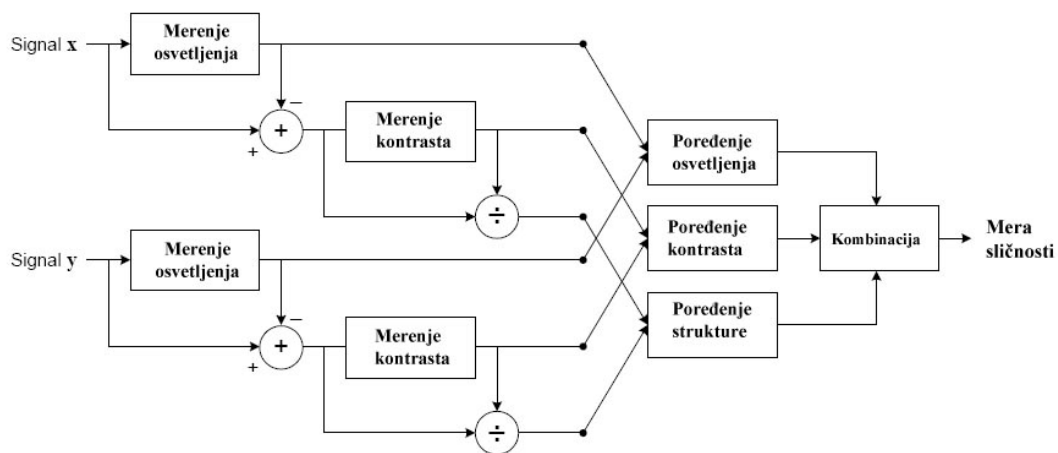 Signal x
Merenje
osvetljenja
−
+
+
Merenje
kontrasta
÷
Signal y
Merenje
osvetljenja
−
+
+
Merenje
kontrasta
÷
Poređenje
osvetljenja
Poređenje
kontrasta
Poređenje
strukture
Kombinacija
Mera
sličnosti